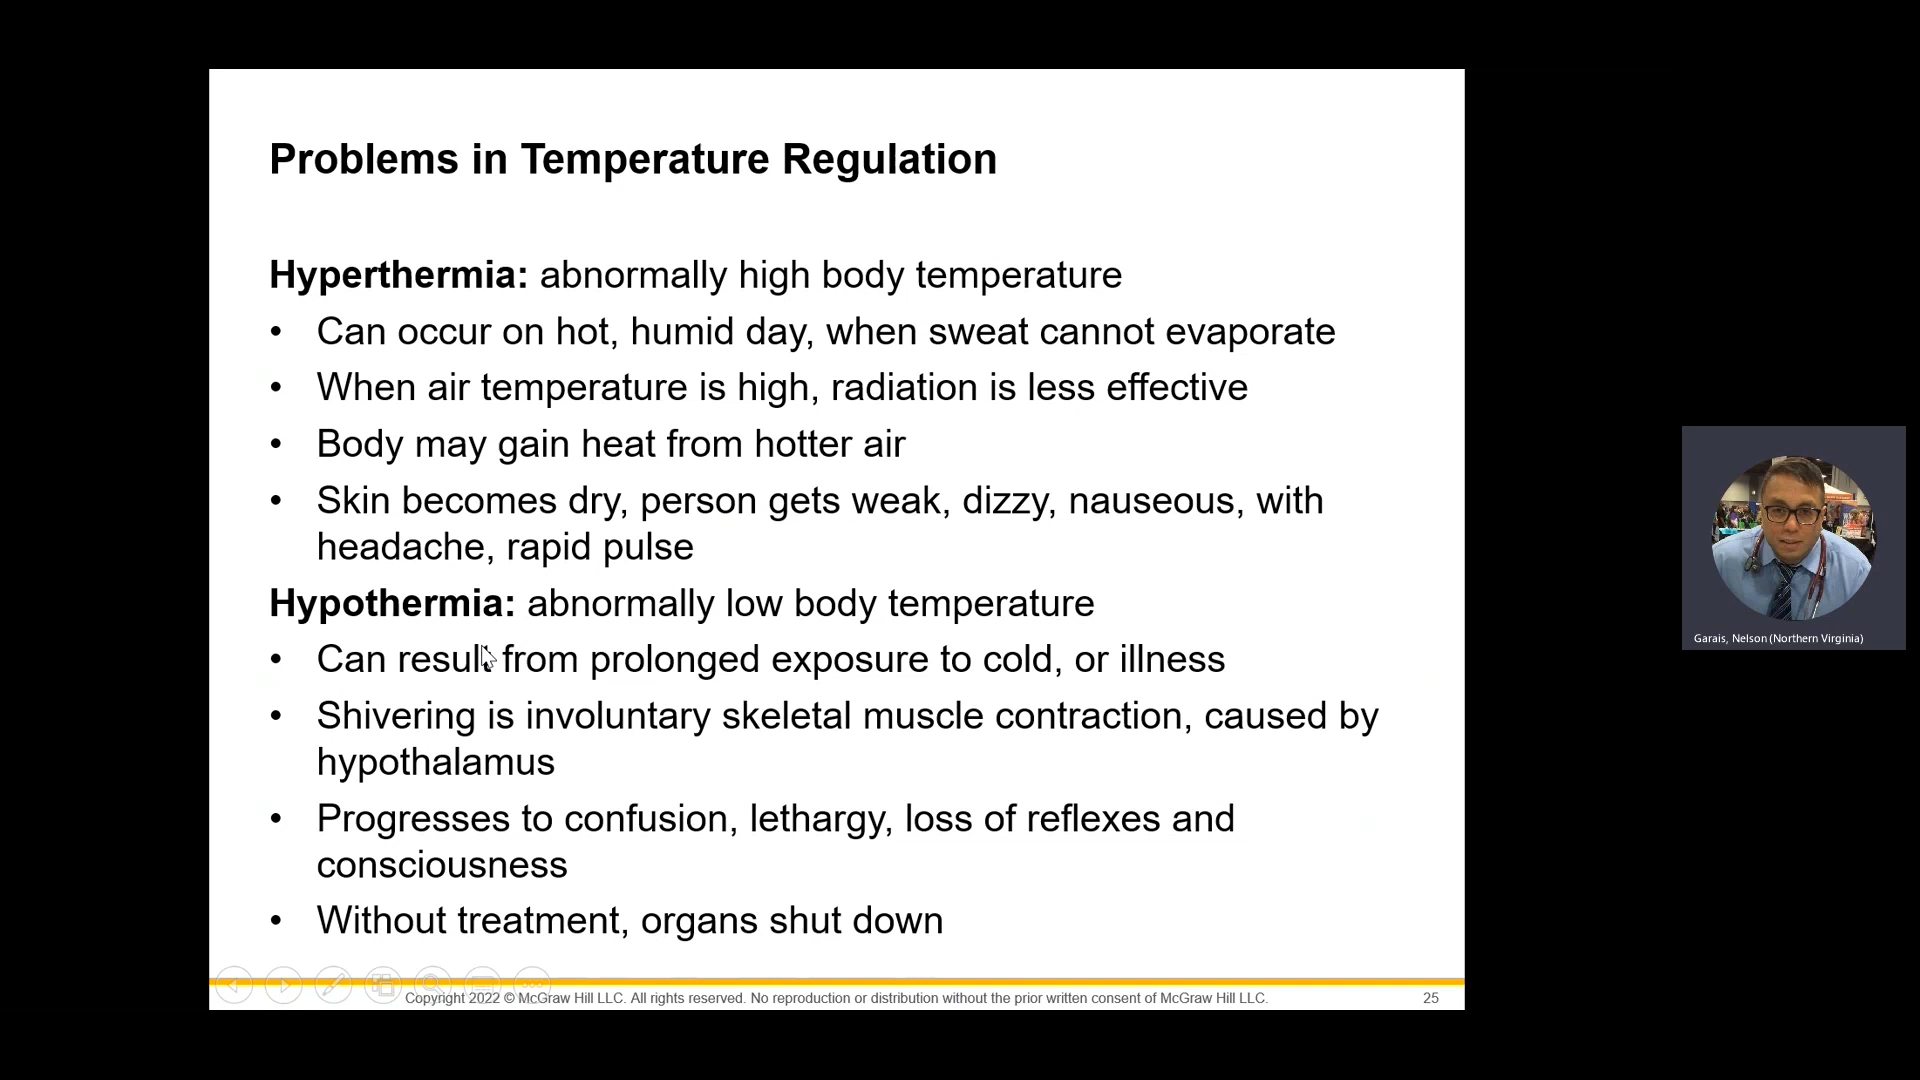 Problems in Temperature Regulation
Hyperthermia: abnormally high body temperature
• Can occur on hot, humid day, when sweat cannot evaporate
• When air temperature is high, radiation is less effective
• Body may gain heat from hotter air
• Skin becomes dry, person gets weak, dizzy, nauseous, with
headache, rapid pulse
Hypothermia: abnormally low body temperature
• Can result from prolonged exposure to cold, or illness
• Shivering is involuntary skeletal muscle contraction, caused by
hypothalamus
• Progresses to confusion, lethargy, loss of reflexes and
consciousness
• Without treatment, organs shut down
Copyright 2022 © McGraw Hill LLC. All rights reserved. No reproduction or distribution without the prior written consent of McGraw Hill LLC.
25
Garais, Nelson (Northern Virginia)